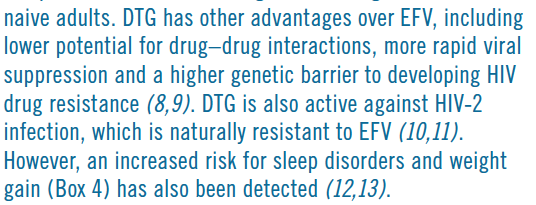 naive adults. DTG has other advantages over EFV, including
lower potential for drug–drug interactions, more rapid viral
suppression and a higher genetic barrier to developing HIV
drug resistance (8,9). DTG is also active against HIV-2
infection, which is naturally resistant to EFV (10,11).
However, an increased risk for sleep disorders and weight
gain (Box 4) has also been detected (12,13).